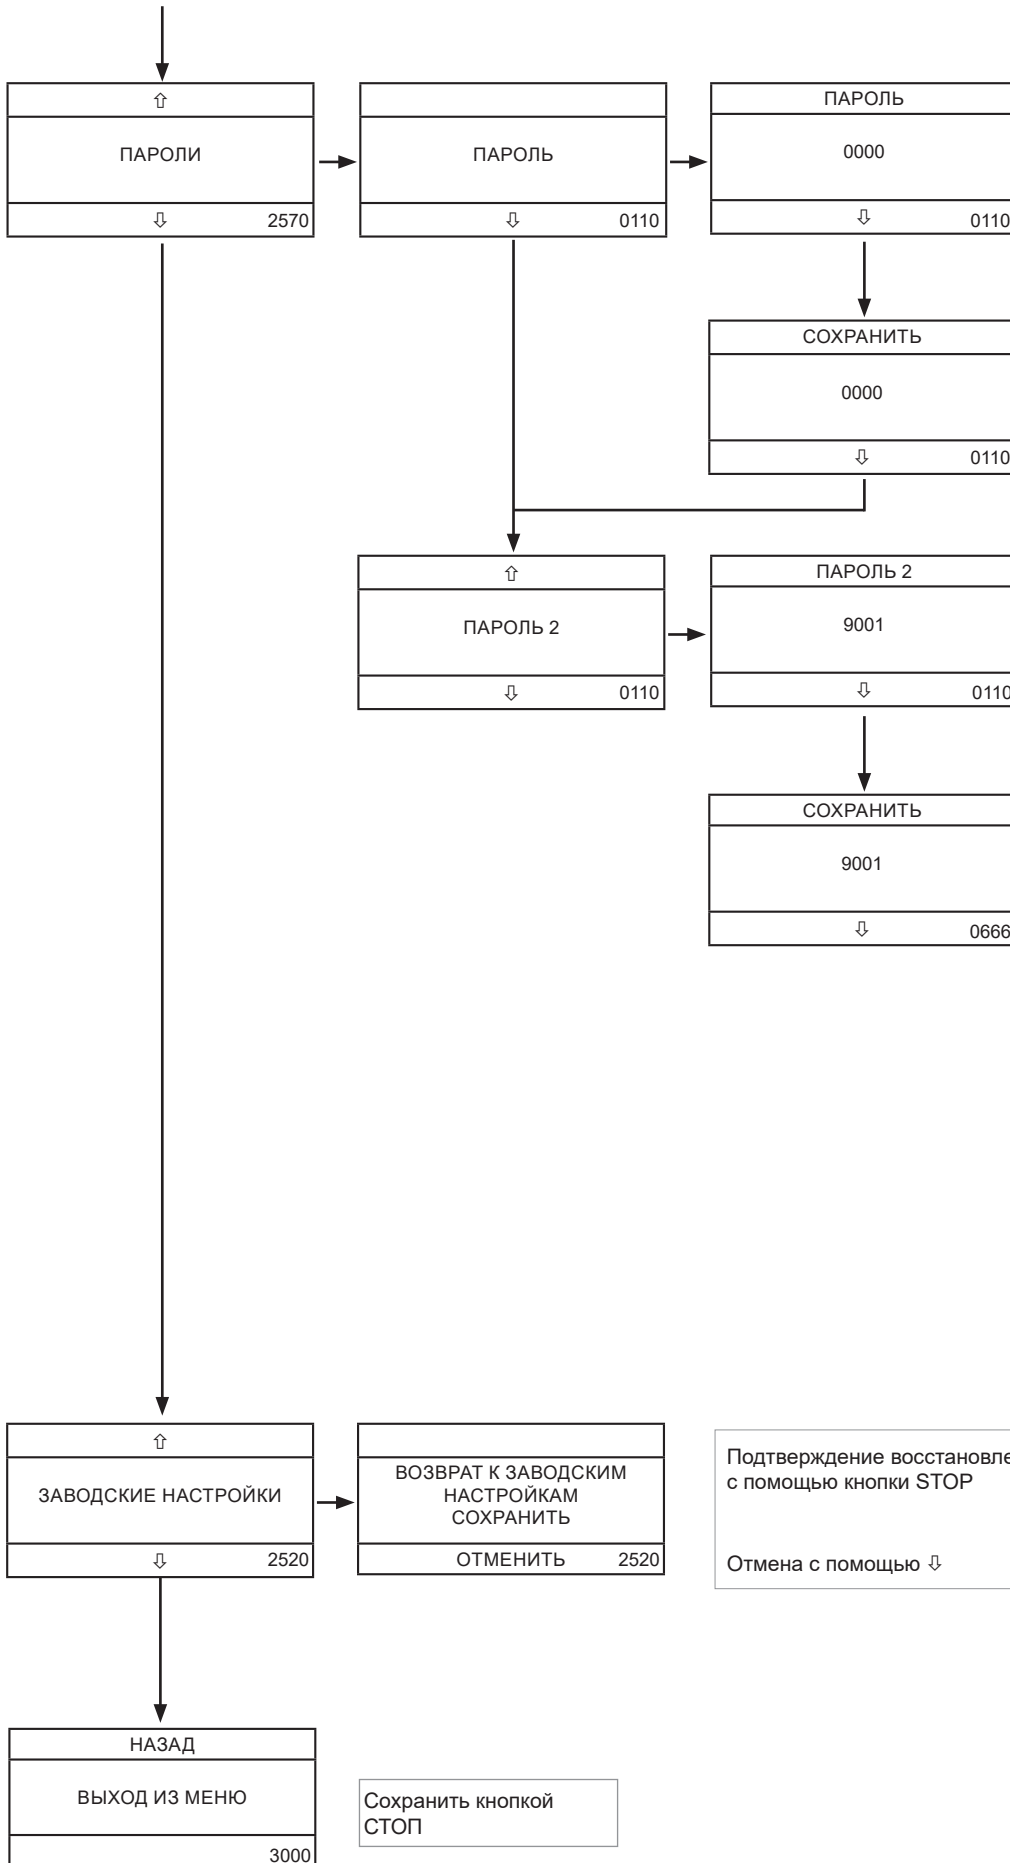 ⇧
ПАРОЛИ
⇩ 2570
ПАРОЛЬ
⇩ 0110
ПАРОЛЬ
0000
⇩ 0110
СОХРАНИТЬ
0000
⇩ 0110
⇧
ПАРОЛЬ 2
⇩ 0110
ПАРОЛЬ 2
9001
⇩ 0110
СОХРАНИТЬ
9001
⇩ 0666
⇧
ЗАВОДСКИЕ НАСТРОЙКИ
⇩ 2520
ВОЗВРАТ К ЗАВОДСКИМ
НАСТРОЙКАМ
СОХРАНИТЬ
ОТМЕНИТЬ 2520
Подтверждение
с помощью кнопки STOP
Отмена с помощью ⇩
НАЗАД
ВЫХОД ИЗ МЕНЮ
3000
Сохранить кнопкой
СТОП